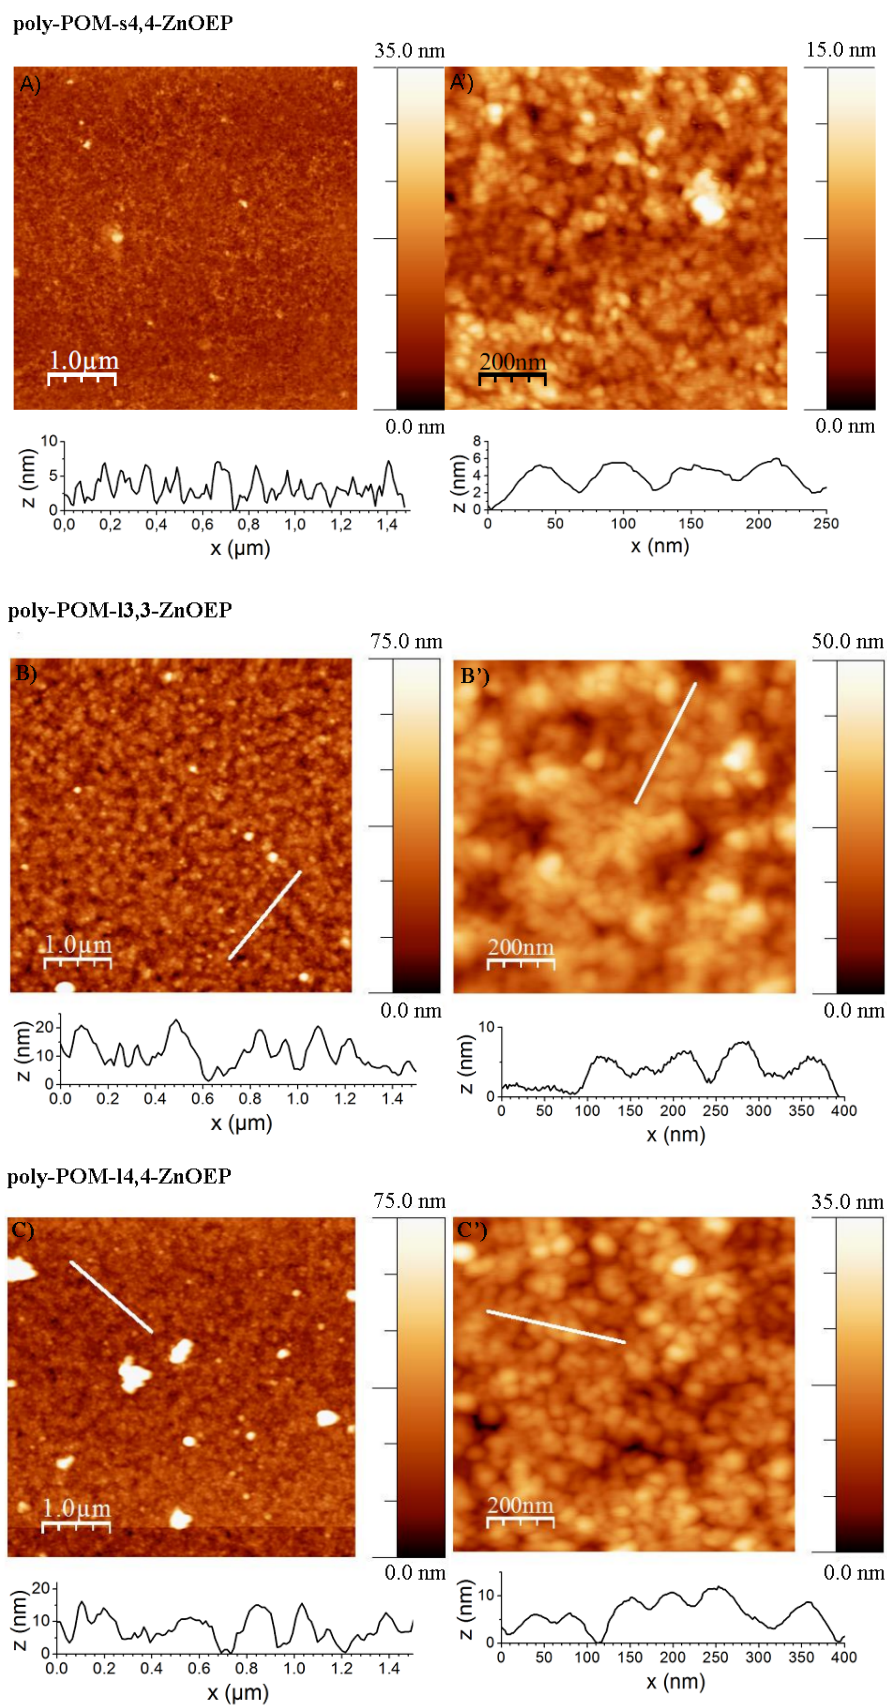 poly-POM-s4,4-ZnOEP
35.0 nm
15.0 nm
A)
A')
1.0µm
200nm
0.0 nm
0.0 nm
10
5
0
z (nm)
0,0 0,2 0,4 0,6 0,8 1,0 1,2 1,4
x (µm)
8
6
4
2
0
z (nm)
0 50 100 150 200 250
x (nm)
poly-POM-l3,3-ZnOEP
75.0 nm
50.0 nm
B)
B')
1.0µm
200nm
0.0 nm
0.0 nm
20
10
0
z (nm)
0.0 0.2 0.4 0.6 0.8 1.0 1.2 1.4
x (µm)
10
0
z (nm)
0 50 100 150 200 250 300 350 400
x (nm)
poly-POM-l4,4-ZnOEP
75.0 nm
35.0 nm
C)
C')
1.0µm
200nm
0.0 nm
0.0 nm
20
10
0
z (nm)
0.0 0.2 0.4 0.6 0.8 1.0 1.2 1.4
x (µm)
10
0
z (nm)
0 50 100 150 200 250 300 350 400
x (nm)